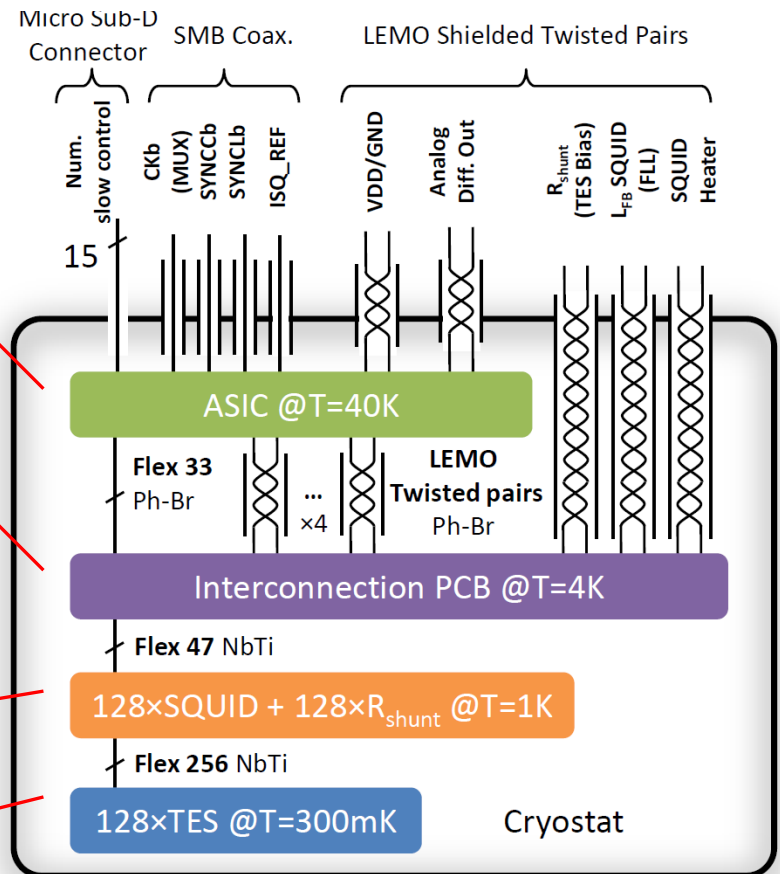 Micro Sub-D
Connector
SMB Coax.
LEMO Shielded Twisted Pairs
Num.
slow control
CKb
(MUX)
SYNCCb
SYNCLb
ISQ_REF
VDD/GND
Analog
Diff. Out
Rshunt
(TES Bias)
LFB SQUID
(FLL)
SQUID
Heater
15
ASIC @T=40K
Flex 33
Ph-Br
...
×4
LEMO
Twisted pairs
Ph-Br
Interconnection PCB @T=4K
Flex 47 NbTi
128×SQUID + 128×Rshunt @T=1K
Flex 256 NbTi
128×TES @T=300mK
Cryostat